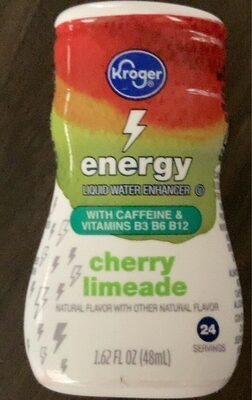 Kroger
energy
LIQUID WATER ENHANCER
WITH CAFFEINE &
VITAMINS B3 B6 B12
cherry
limeade
NATURAL FLAVOR WITH OTHER NATURAL FLAVOR
24
SERVINGS
1.62 FL OZ (48mL)